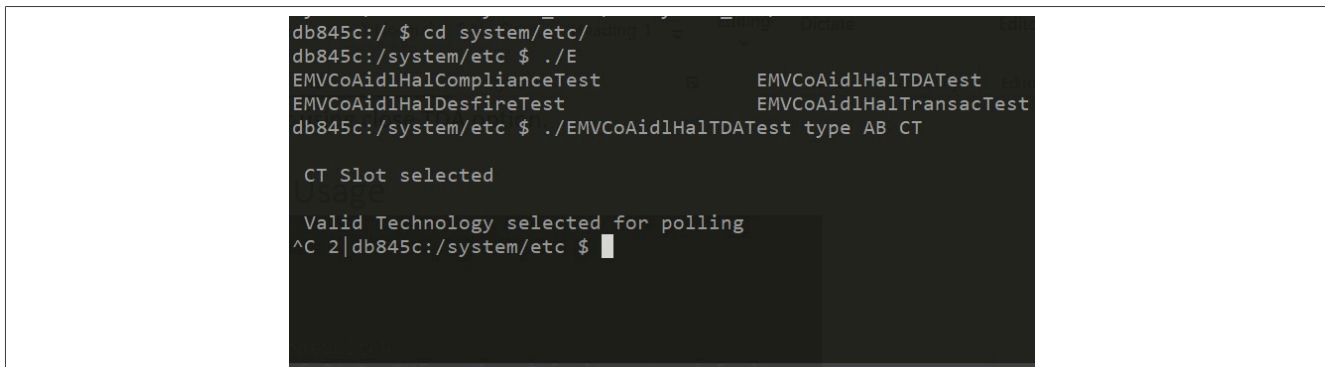 db845c:/ $ cd system/etc/
db845c:/system/etc $ ./E
EMVCoAidlHalComplianceTest EMVCoAidlHalTDATest
EMVCoAidlHalDesfireTest EMVCoAidlHalTransacTest
db845c:/system/etc $ ./EMVCoAidlHalTDATest type AB CT
CT Slot selected
Usage
Valid Technology selected for polling
^C 2|db845c:/system/etc $